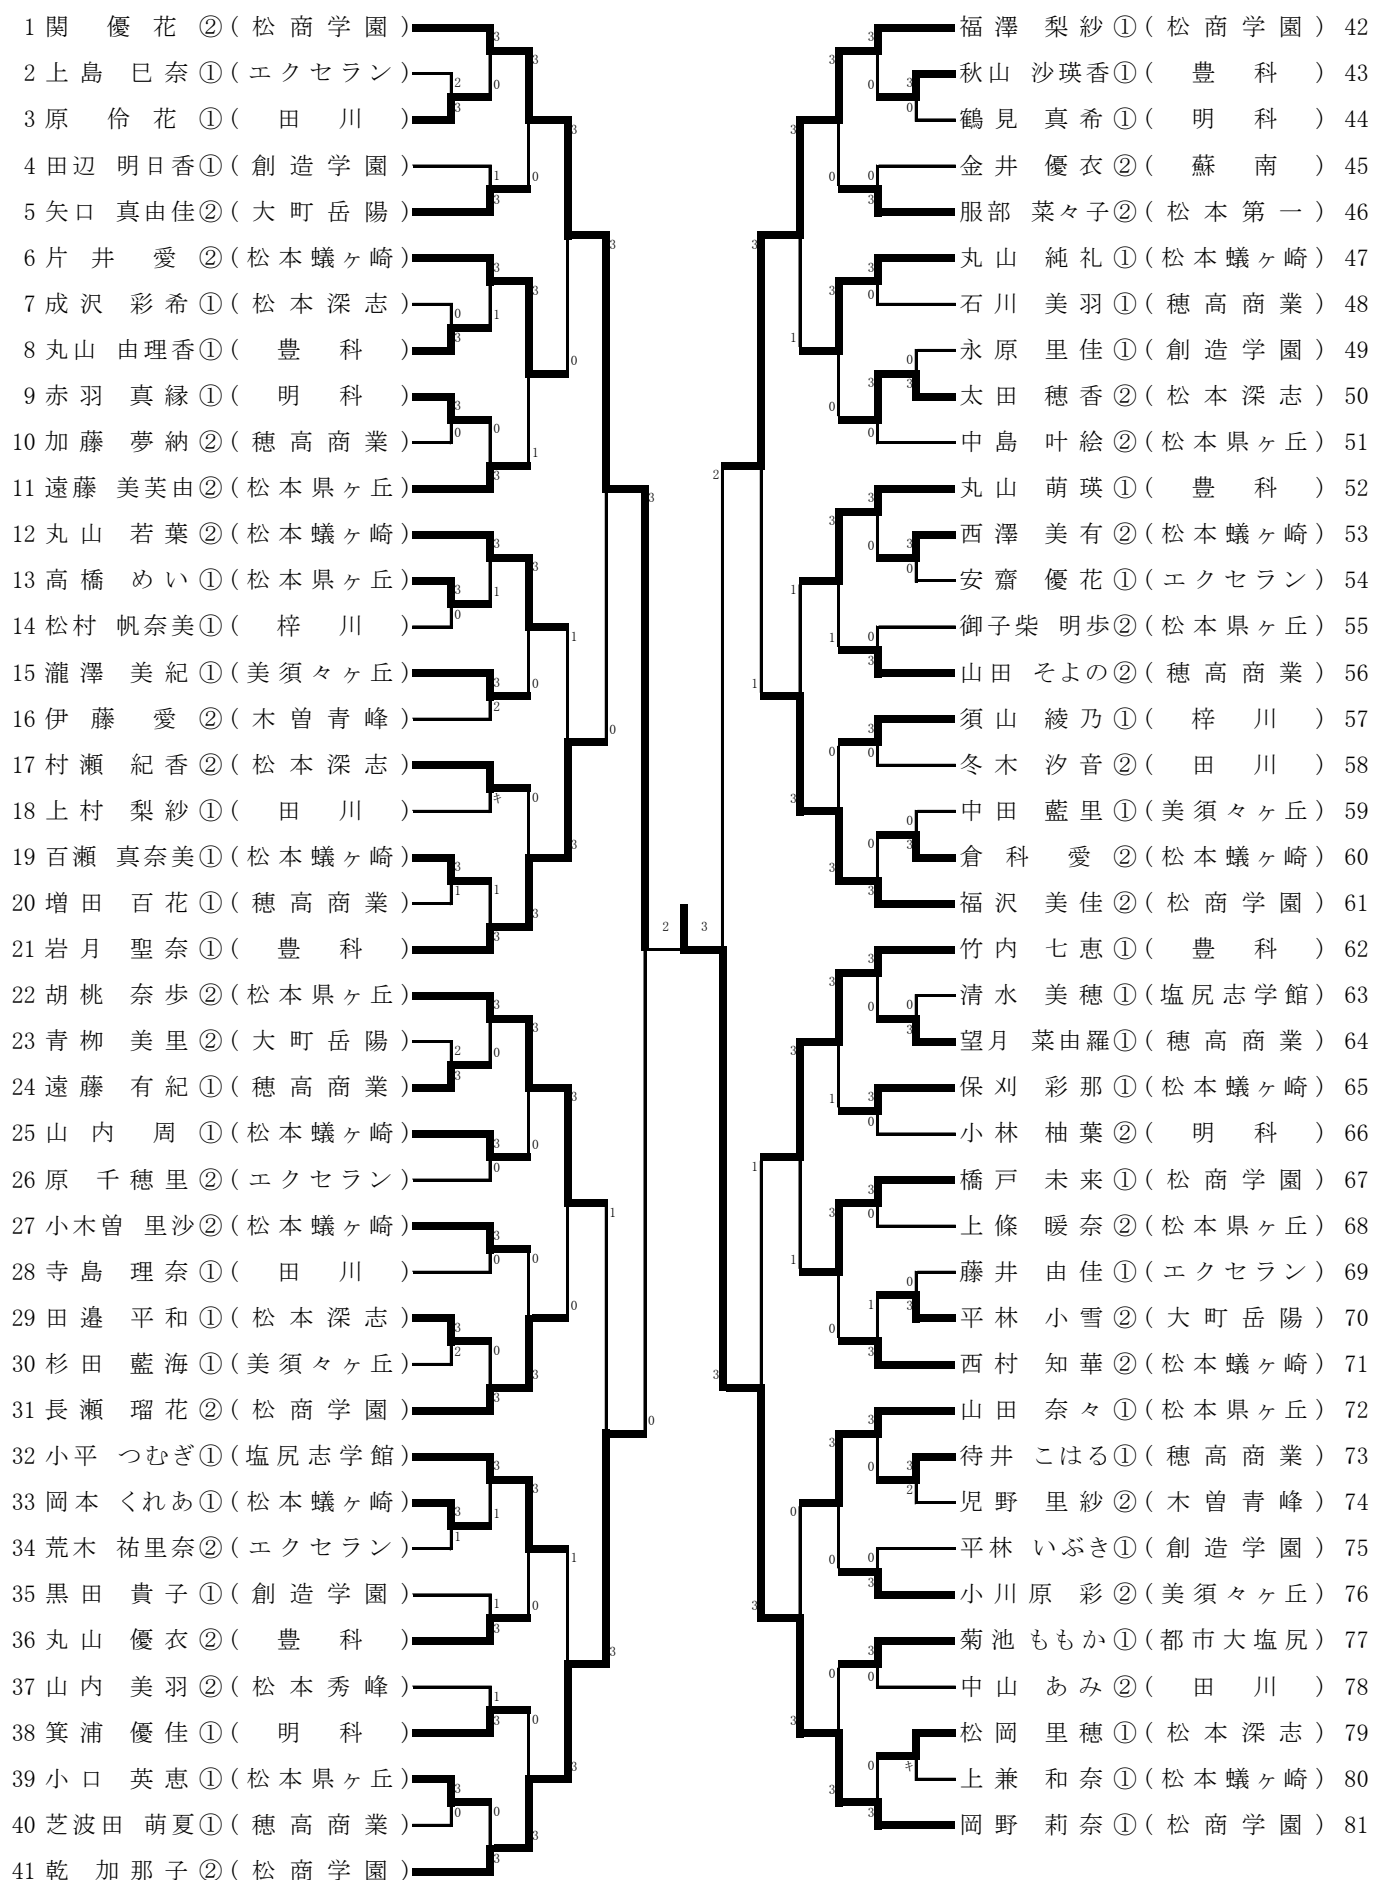 1 関 優花 ② (松商学園)
2 上島 巳奈 ① (エクセラン)
3 原 伶花 ① (田川)
4 田辺 明日香 ① (創造学園)
5 矢口 真由佳 ② (大町岳陽)
6 片井 愛 ② (松本蟻ヶ崎)
7 成沢 彩希 ① (松本深志)
8 丸山 由理香 ① (豊科)
9 赤羽 真縁 ① (明科)
10 加藤 夢納 ② (穂高商業)
11 遠藤 美芙由 ② (松本県ヶ丘)
12 丸山 若葉 ② (松本蟻ヶ崎)
13 高橋 めい ① (松本県ヶ丘)
14 松村 帆奈美 ① (梓川)
15 瀧澤 美紀 ① (美須々ヶ丘)
16 伊藤 愛 ② (木曽青峰)
17 村瀬 紀香 ② (松本深志)
18 上村 梨紗 ① (田川)
19 百瀬 真奈美 ① (松本蟻ヶ崎)
20 増田 百花 ① (穂高商業)
21 岩月 聖奈 ① (豊科)
22 胡桃 奈歩 ② (松本県ヶ丘)
23 青栁 美里 ② (大町岳陽)
24 遠藤 有紀 ① (穂高商業)
25 山内 周 ① (松本蟻ヶ崎)
26 原 千穂里 ② (エクセラン)
27 小木曽 里沙 ② (松本蟻ヶ崎)
28 寺島 理奈 ① (田川)
29 田邉 平和 ① (松本深志)
30 杉田 藍海 ① (美須々ヶ丘)
31 長瀬 瑠花 ② (松商学園)
32 小平 つむぎ ① (塩尻志学館)
33 岡本 くれあ ① (松本蟻ヶ崎)
34 荒木 祐里奈 ② (エクセラン)
35 黒田 貴子 ① (創造学園)
36 丸山 優衣 ② (豊科)
37 山内 美羽 ② (松本秀峰)
38 箕浦 優佳 ① (明科)
39 小口 英恵 ① (松本県ヶ丘)
40 芝波田 萌夏 ① (穂高商業)
41 乾 加那子 ② (松商学園)
2 3
福澤 梨紗 ① (松商学園) 42
秋山 沙瑛香 ① (豊科) 43
鶴見 真希 ① (明科) 44
金井 優衣 ② (蘇南) 45
服部 菜々子 ② (松本第一) 46
丸山 純礼 ① (松本蟻ヶ崎) 47
石川 美羽 ① (穂高商業) 48
永原 里佳 ① (創造学園) 49
太田 穂香 ② (松本深志) 50
中島 叶絵 ② (松本県ヶ丘) 51
丸山 萌瑛 ① (豊科) 52
西澤 美有 ② (松本蟻ヶ崎) 53
安齋 優花 ① (エクセラン) 54
御子柴 明歩 ② (松本県ヶ丘) 55
山田 そよの ② (穂高商業) 56
須山 綾乃 ① (梓川) 57
冬木 汐音 ② (田川) 58
中田 藍里 ① (美須々ヶ丘) 59
倉科 愛 ② (松本蟻ヶ崎) 60
福沢 美佳 ② (松商学園) 61
竹内 七恵 ① (豊科) 62
清水 美穂 ① (塩尻志学館) 63
望月 菜由羅 ① (穂高商業) 64
保刈 彩那 ① (松本蟻ヶ崎) 65
小林 柚葉 ② (明科) 66
橋戸 未来 ① (松商学園) 67
上條 暖奈 ② (松本県ヶ丘) 68
藤井 由佳 ① (エクセラン) 69
平林 小雪 ② (大町岳陽) 70
西村 知華 ② (松本蟻ヶ崎) 71
山田 奈々 ① (松本県ヶ丘) 72
待井 こはる ① (穂高商業) 73
児野 里紗 ② (木曽青峰) 74
平林 いぶき ① (創造学園) 75
小川原 彩 ② (美須々ヶ丘) 76
菊池 ももか ① (都市大塩尻) 77
中山 あみ ② (田川) 78
松岡 里穂 ① (松本深志) 79
上兼 和奈 ① (松本蟻ヶ崎) 80
岡野 莉奈 ① (松商学園) 81